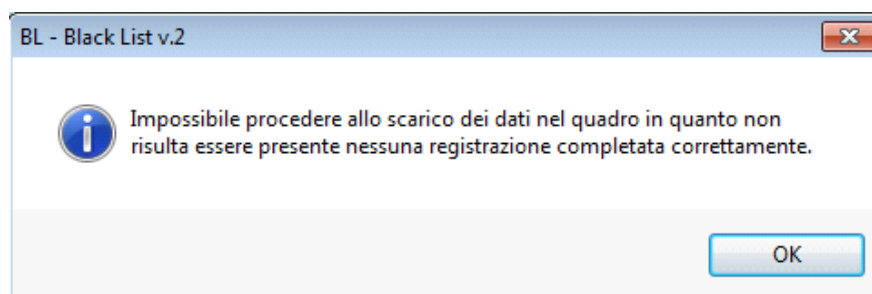 BL - Black List v.2
Impossibile procedere allo scarico dei dati nel quadro in quanto non
risulta essere presente nessuna registrazione completata correttamente.
OK